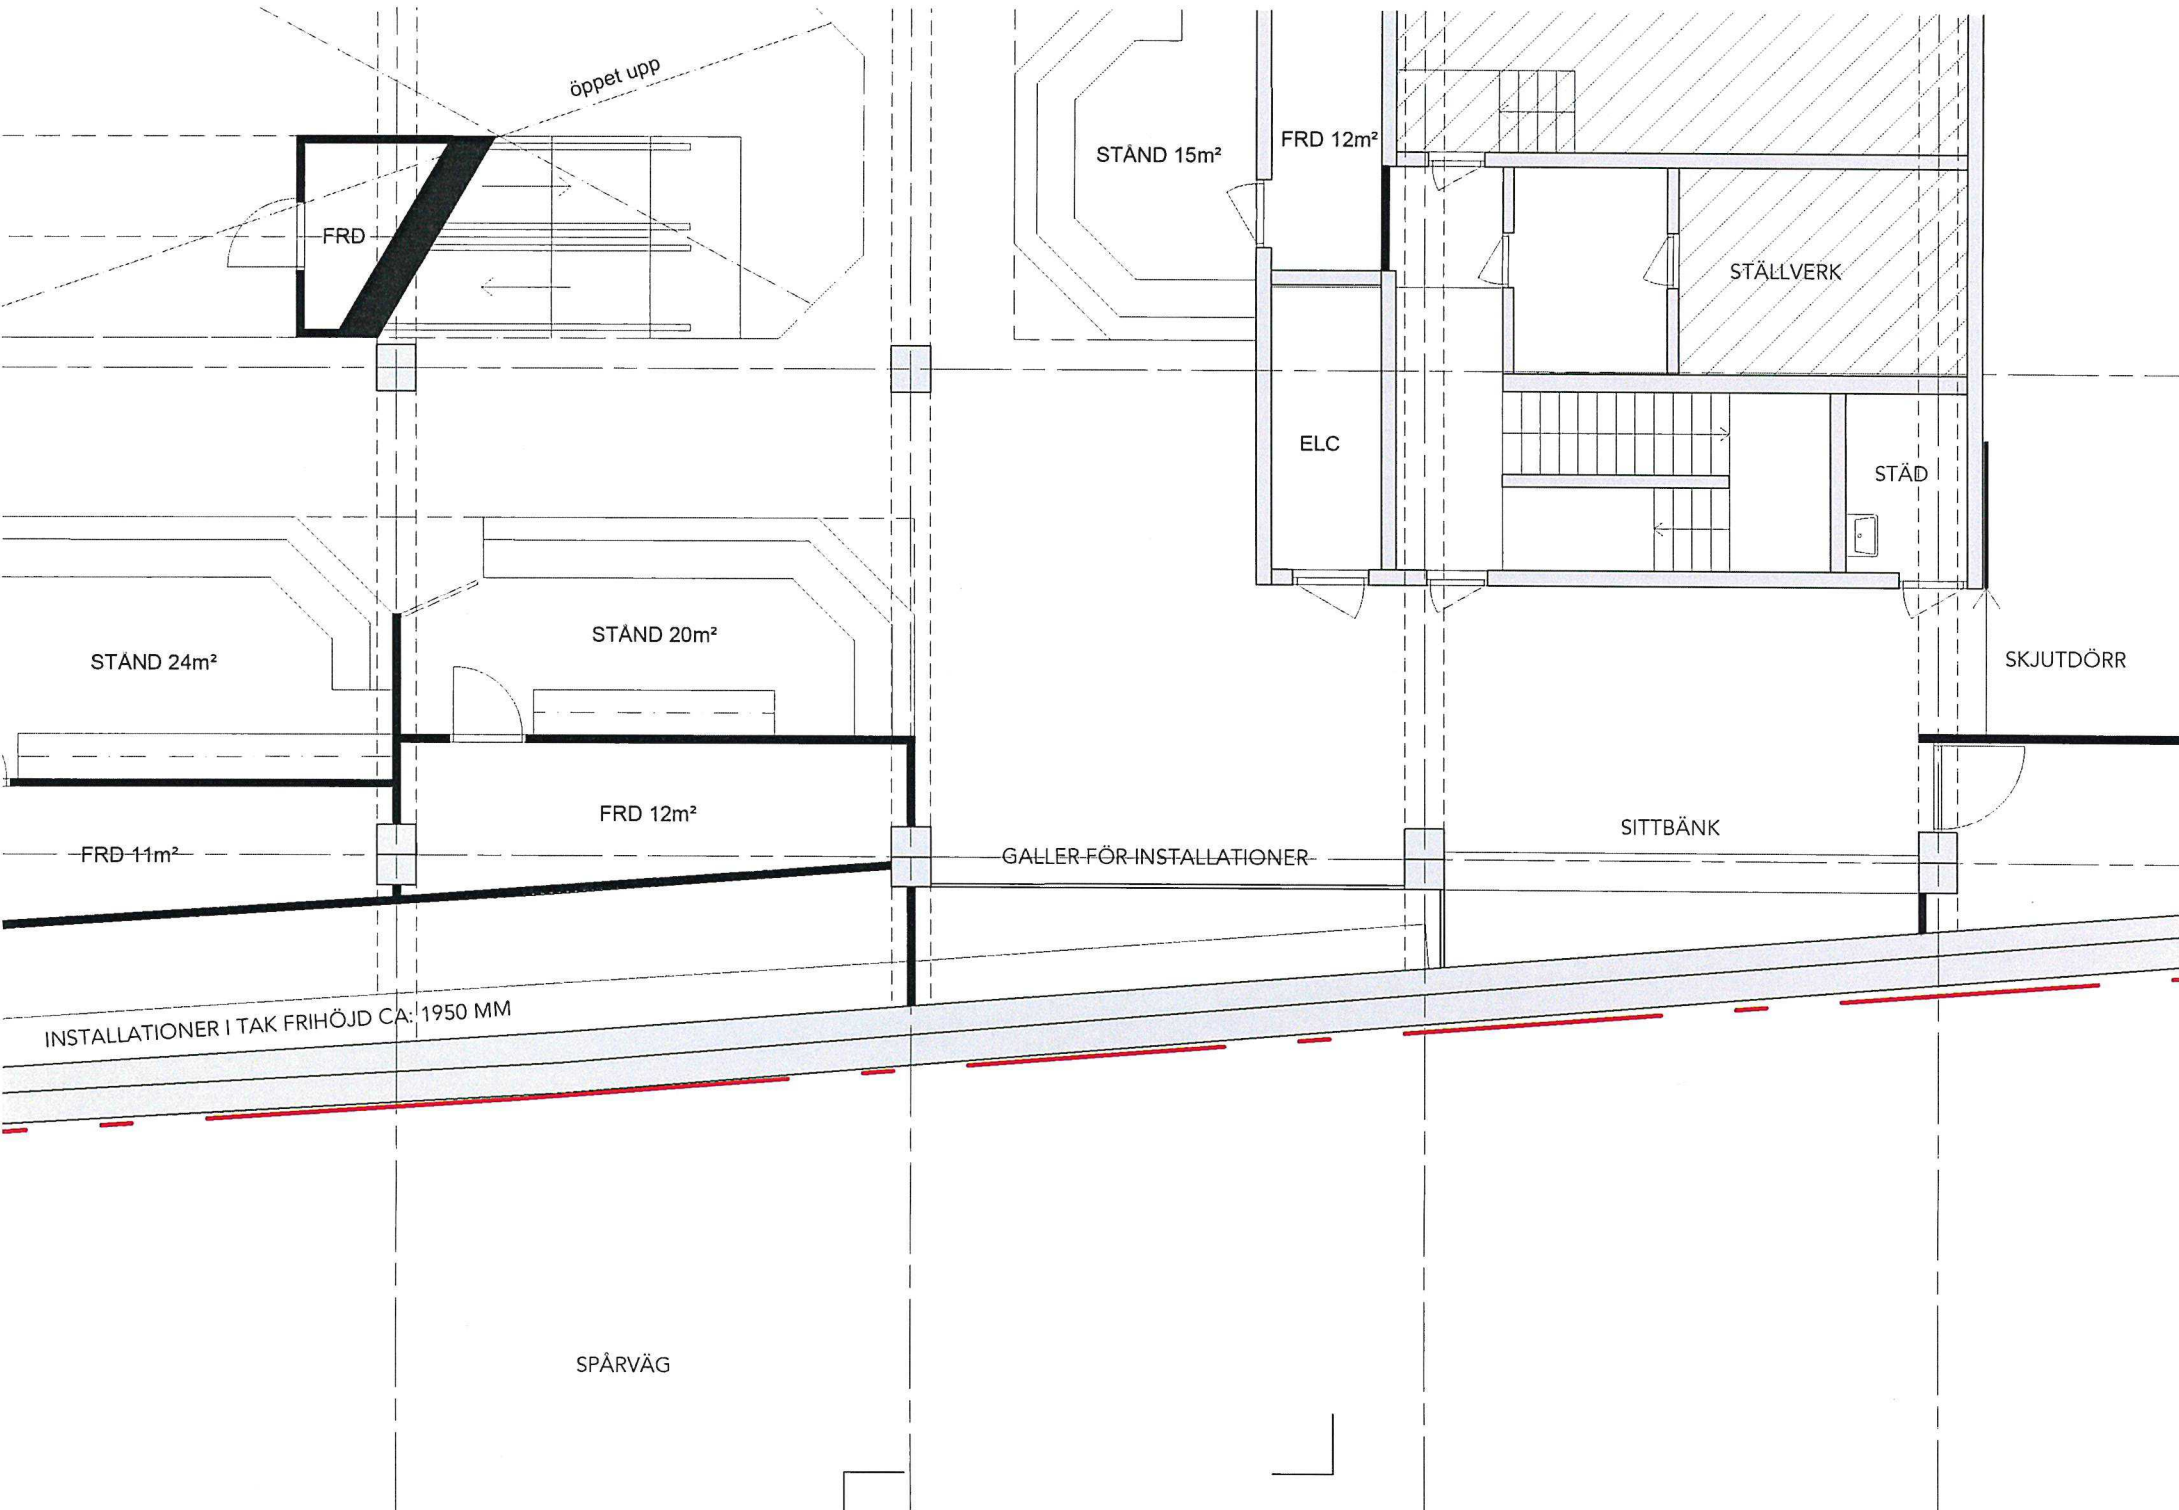 öppet upp
STÅND 15m²
FRD 12m²
FRD
STÄLLVERK
ELC
STÄD
STÅND 24m²
STÅND 20m²
SKJUTDÖRR
FRD 12m²
SITTBÄNK
FRD 11m²
GALLER FÖR INSTALLATIONER
INSTALLATIONER I TAK FRIHÖJD CA: 1950 MM
SPÅRVÄG